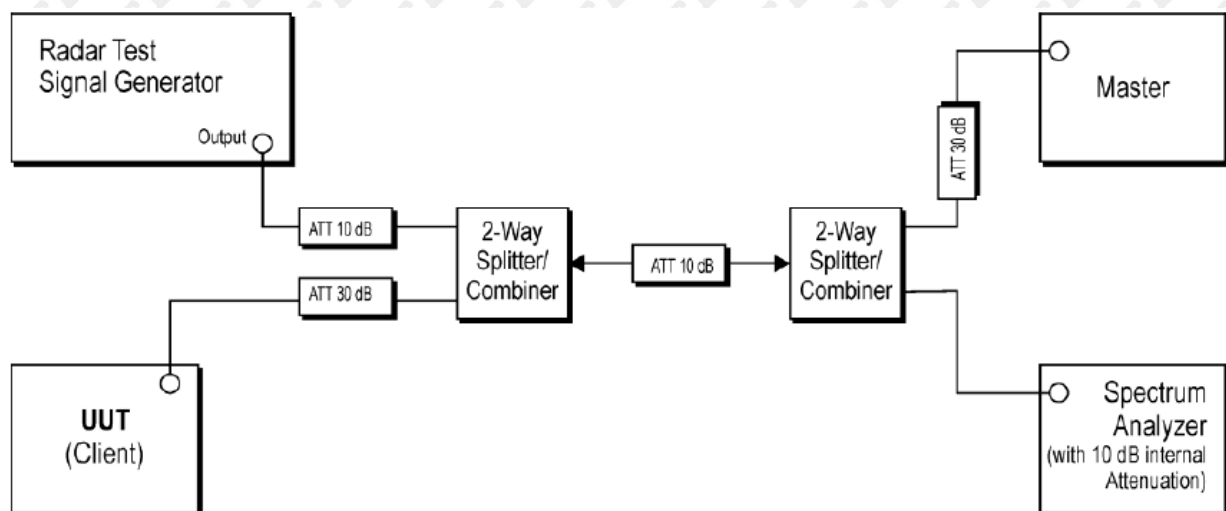 Radar Test
Signal Generator
Output
Master
ATT 30 dB
ATT 10 dB
2-Way
Splitter/
Combiner
ATT 10 dB
2-Way
Splitter/
Combiner
ATT 30 dB
UUT
(Client)
Spectrum
Analyzer
(with 10 dB internal
Attenuation)